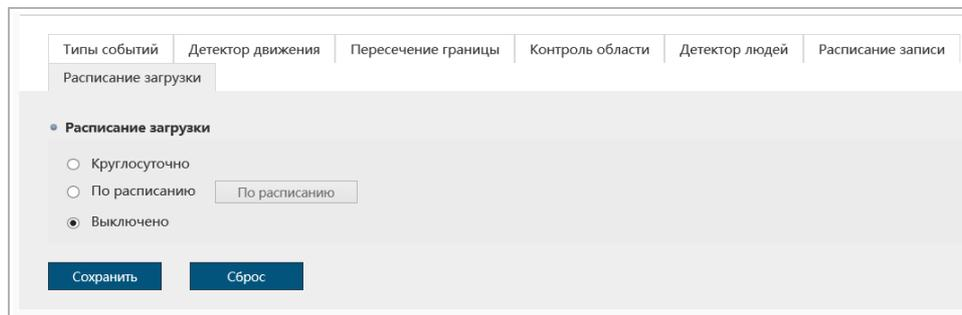 Типы событий Детектор движения Пересечение границы Контроль области Детектор людей Расписание записи
Расписание загрузки
Расписание загрузки
Круглосуточно
По расписанию По расписанию
Выключено
Сохранить Сброс